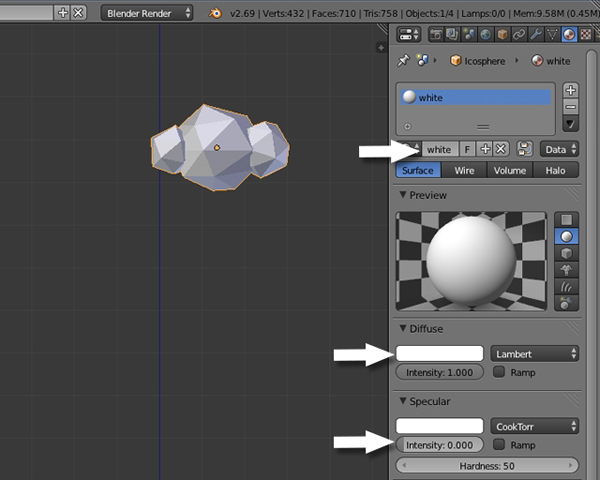 Blender Render
v2.69 | Verts:432 | Faces:710 | Tris:758 | Objects:1/4 | Lamps:0/0 | Mem:9.58M (0.45M)
Icosphere
white
white
white
F
Data
Surface
Wire
Volume
Halo
Preview
Diffuse
Lambert
Intensity: 1.000
Ramp
Specular
CookTorr
Intensity: 0.000
Ramp
Hardness: 50